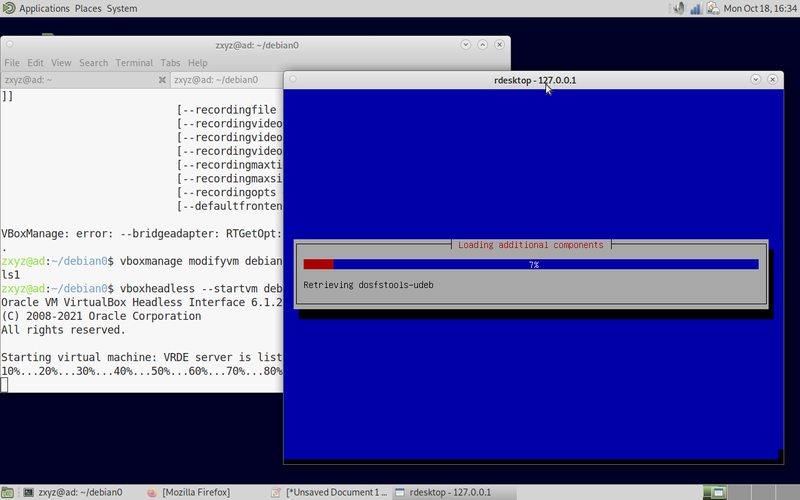 Applications Places System
Mon Oct 18, 16:34
zxyz@ad: ~/debian0
File Edit View Search Terminal Tabs Help
zxyz@ad: ~
zxyz@ad: ~/debian0
]]
[--recordingfile
[--recordingvideo
[--recordingvideo
[--recordingvideo
[--recordingmaxti
[--recordingmaxsi
[--recordingopts
[--defaultfronten
VBoxManage: error: --bridgeadapter: RTGetOpt:
.
zxyz@ad:~/debian0$ vboxmanage modifyvm debian
ls1
zxyz@ad:~/debian0$ vboxheadless --startvm deb
Oracle VM VirtualBox Headless Interface 6.1.2
(C) 2008-2021 Oracle Corporation
All rights reserved.
Starting virtual machine: VRDE server is list
10%...20%...30%...40%...50%...60%...70%...80%
rdesktop - 127.0.0.1
Loading additional components
7%
Retrieving dosfstools-udeb
zxyz@ad: ~/debian0
[Mozilla Firefox]
[*Unsaved Document 1 ...
rdesktop - 127.0.0.1